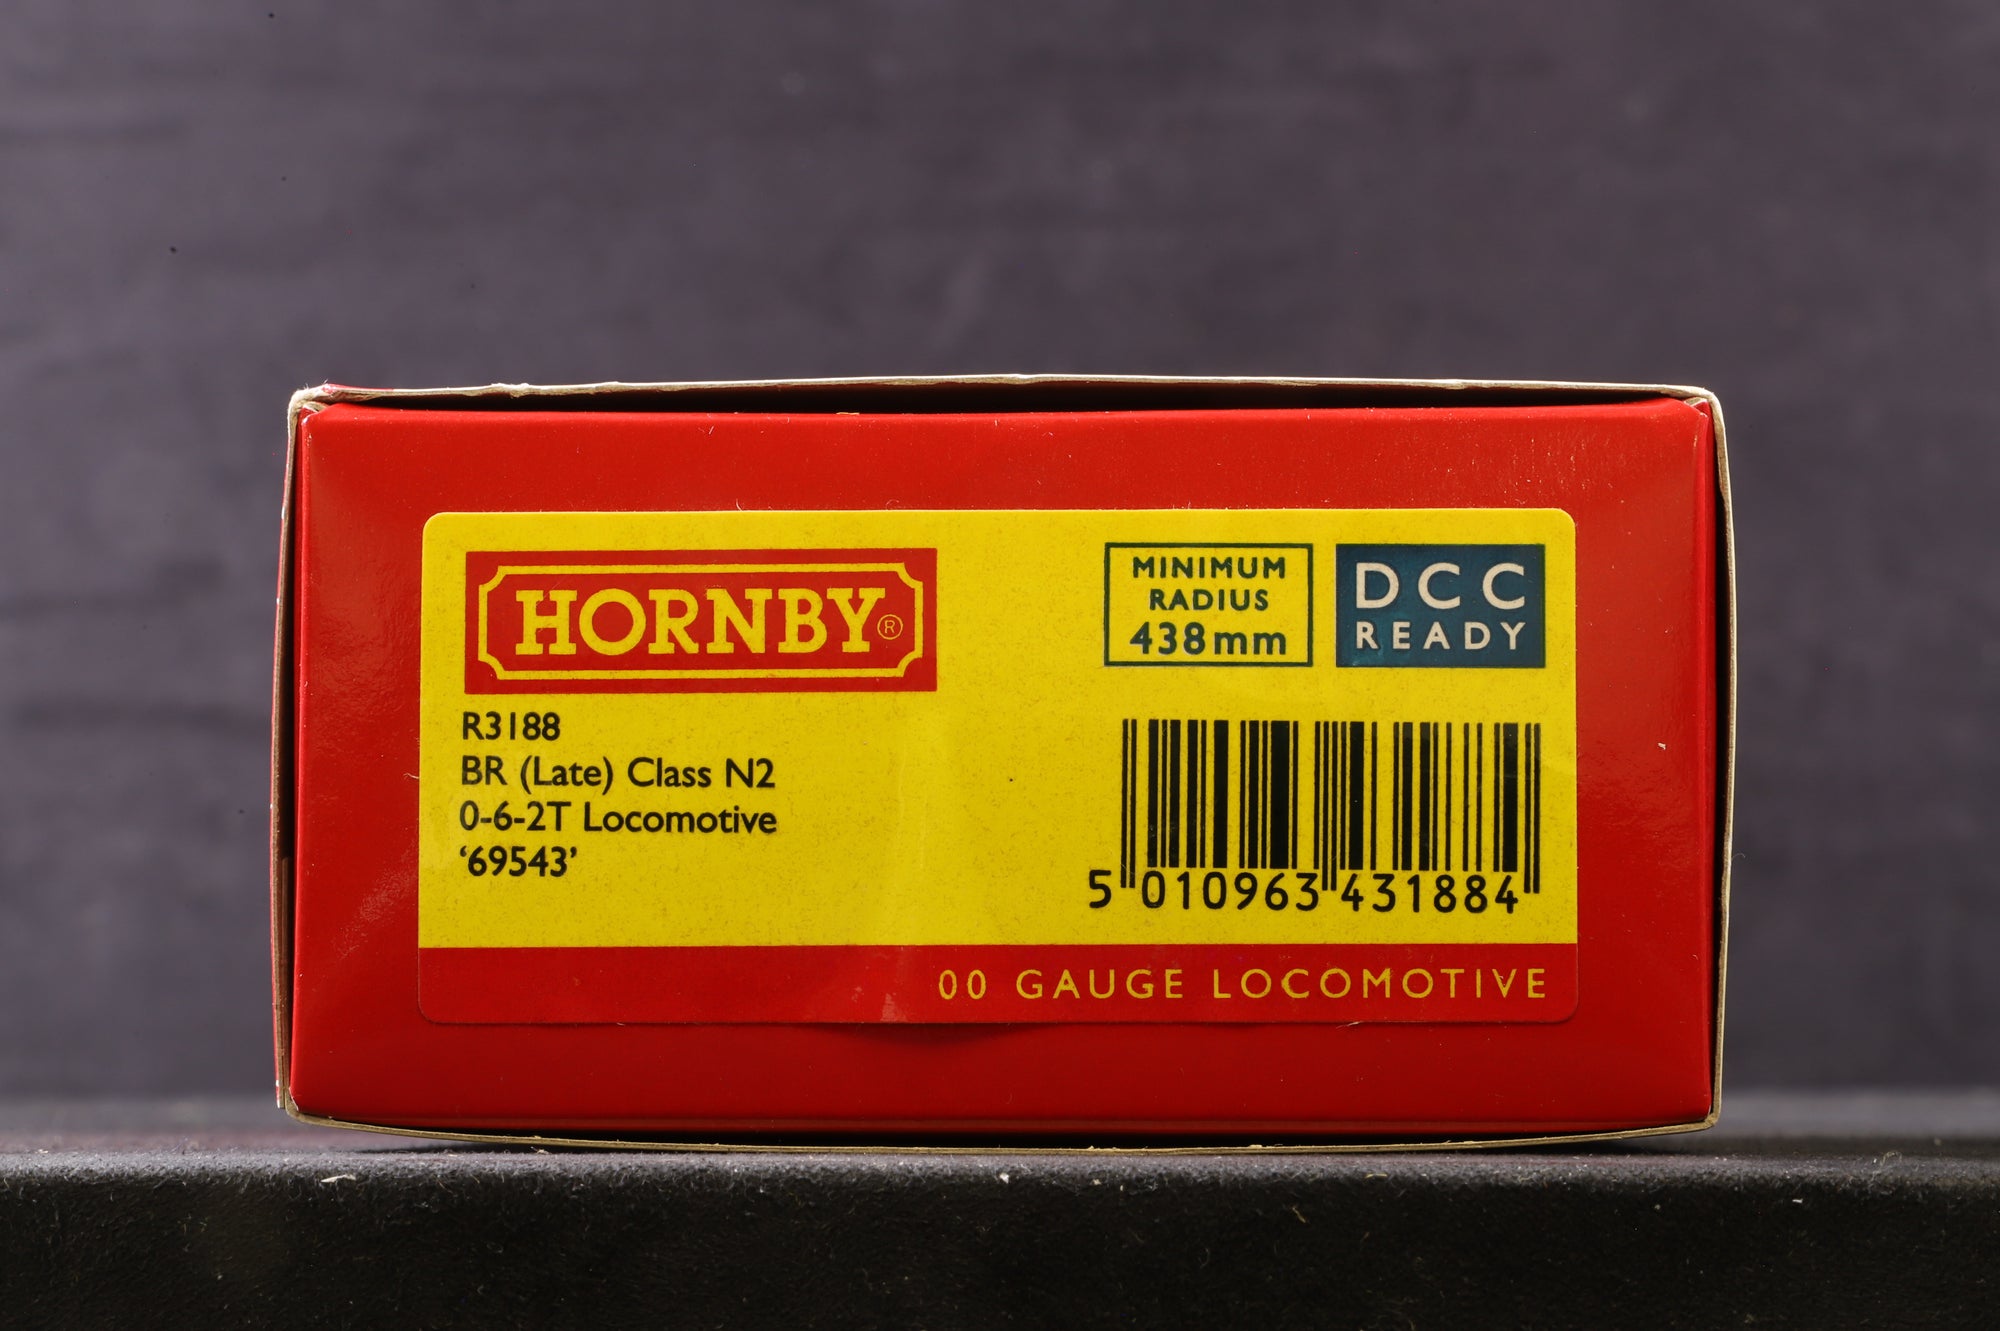 HORNBY®
MINIMUM
RADIUS
438mm
DCC
READY
R3188
BR (Late) Class N2
0-6-2T Locomotive
‘69543’
5 010963 431884
00 GAUGE LOCOMOTIVE